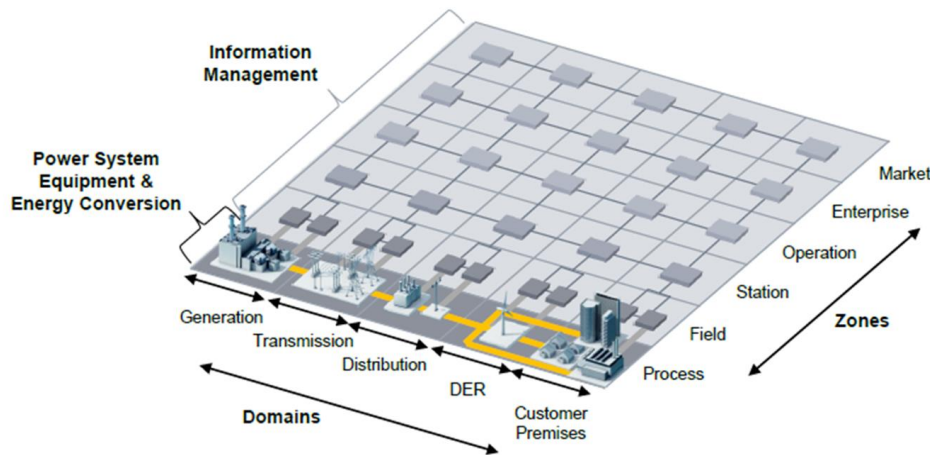 Information
Management
Power System
Equipment &
Energy Conversion
Market
Enterprise
Operation
Station
Zones
Field
Process
Generation
Transmission
Distribution
DER
Customer
Premises
Domains